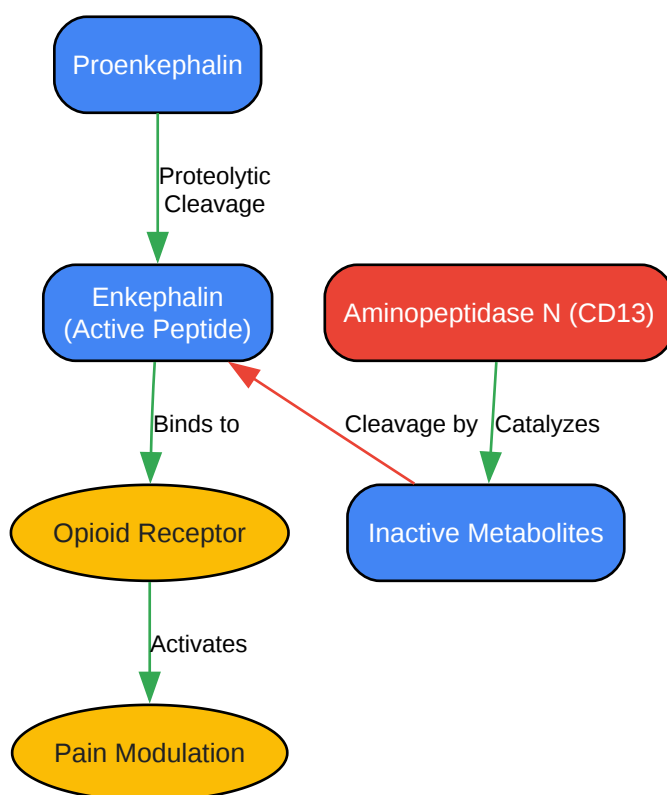 Proenkephalin
Proteolytic
Cleavage
Enkephalin
(Active Peptide)
Aminopeptidase N (CD13)
Binds to
Cleavage by
Catalyzes
Opioid Receptor
Inactive Metabolites
Activates
Pain Modulation